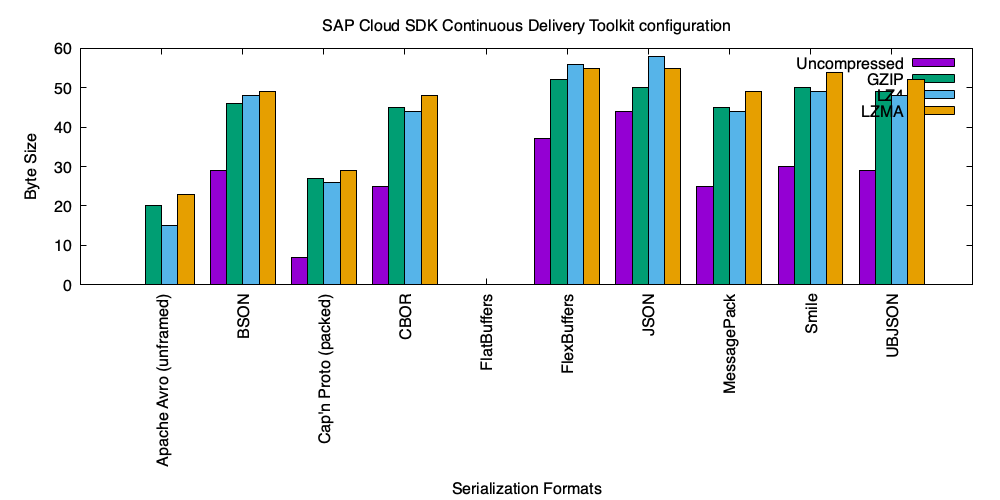 SAP Cloud SDK Continuous Delivery Toolkit configuration
60
50
40
30
20
10
0
Byte Size
Uncompressed
GZIP
LZ4
LZMA
Apache Avro (unframed)
BSON
Cap'n Proto (packed)
CBOR
FlatBuffers
FlexBuffers
JSON
MessagePack
Smile
UBJSON
Serialization Formats